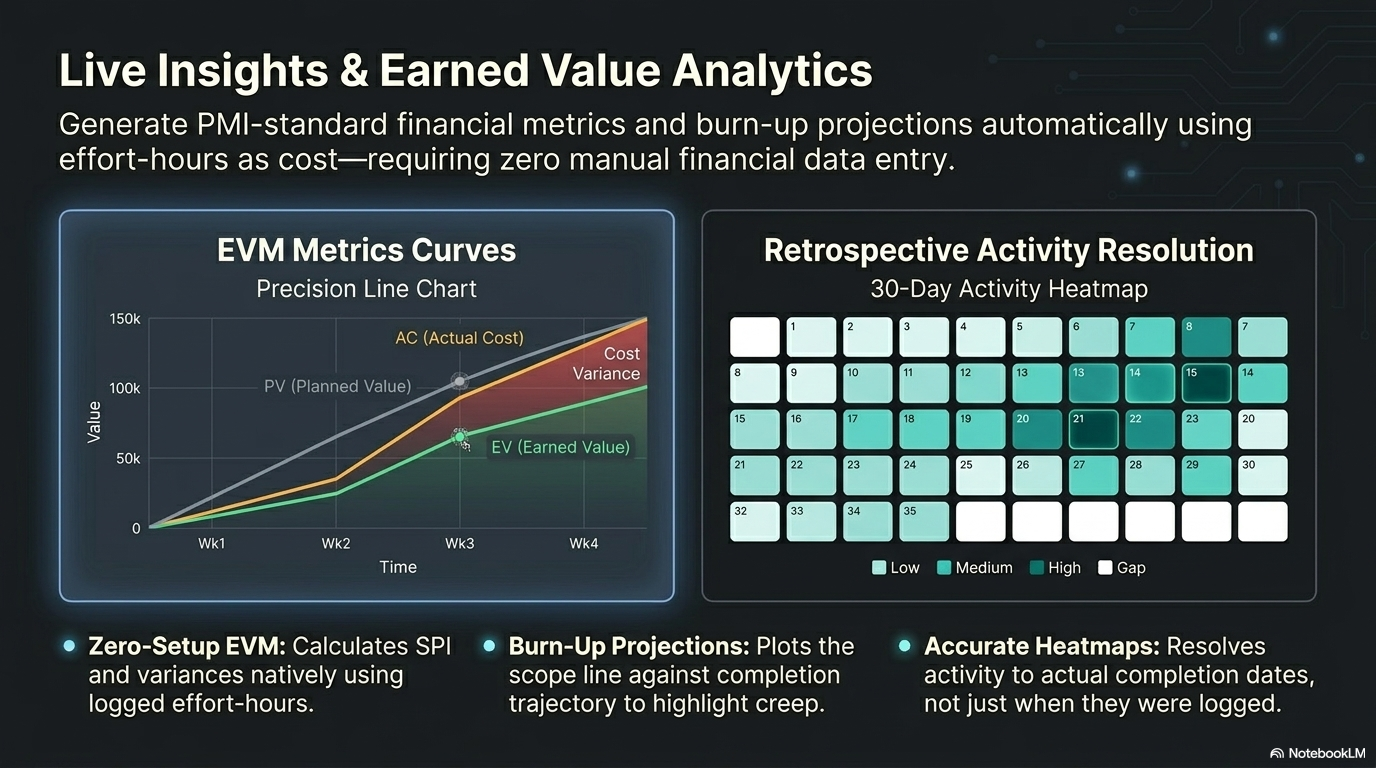 Live Insights & Earned Value Analytics
Generate PMI-standard financial metrics and burn-up projections automatically using
effort-hours as cost—requiring zero manual financial data entry.
EVM Metrics Curves
Precision Line Chart
150k
AC (Actual Cost)
Cost
Variance
100k
PV (Planned Value)
Value
EV (Earned Value)
50k
0
Wk1 Wk2 Wk3 Wk4
Time
Retrospective Activity Resolution
30-Day Activity Heatmap
1 2 3 4 5 6 7 8 7
8 9 10 11 12 13 13 14 15 14
15 16 17 18 19 20 21 22 23 20
21 22 23 24 25 26 27 28 29 30
32 33 34 35
Low Medium High Gap
Zero-Setup EVM: Calculates SPI
and variances natively using
logged effort-hours.
Burn-Up Projections: Plots the
scope line against completion
trajectory to highlight creep.
Accurate Heatmaps: Resolves
activity to actual completion dates,
not just when they were logged.
NotebookLM